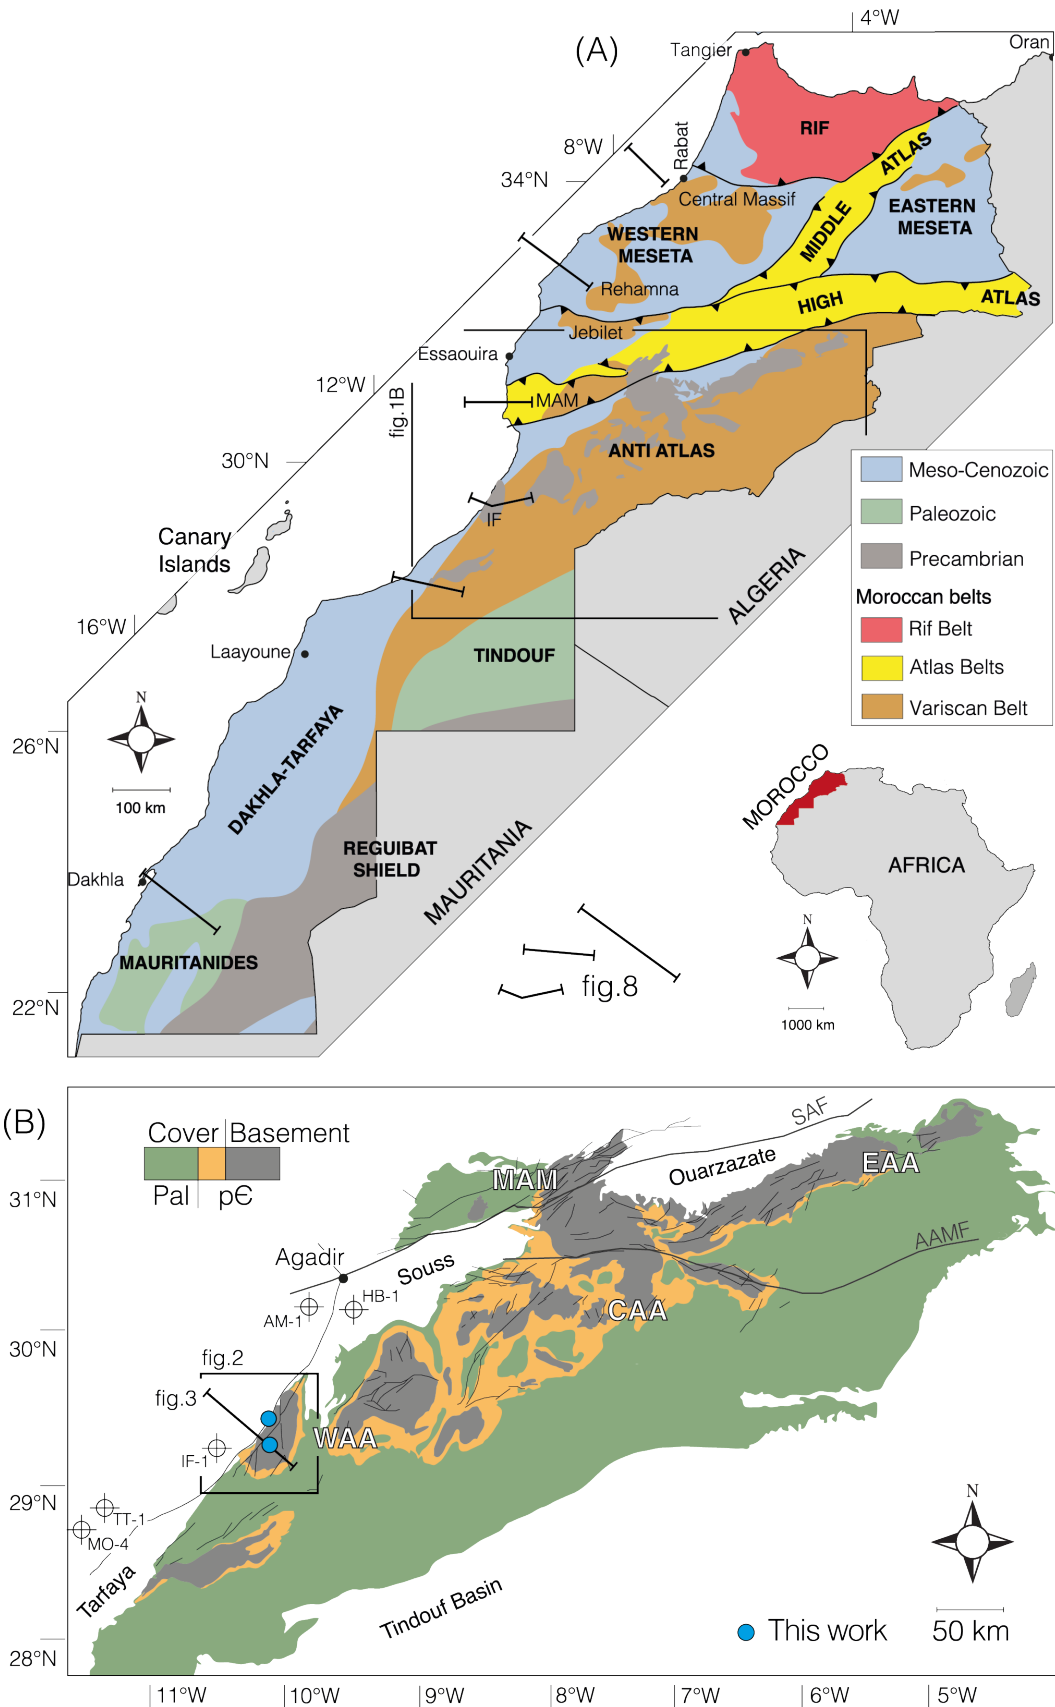 (A)
4°W
Tangier
Oran
RIF
8°W
34°N
Rabat
ATLAS
Central Massif
EASTERN
MESETA
MIDDLE
WESTERN
MESETA
Rehamna
HIGH
ATLAS
Jebilet
Essaouira
12°W
fig.1B
MAM
30°N
ANTI ATLAS
IF
Canary
Islands
16°W
Laayoune
TINDOUF
ALGERIA
Meso-Cenozoic
Paleozoic
Precambrian
Moroccan belts
Rif Belt
Atlas Belts
Variscan Belt
N
26°N
100 km
DAKHLA-TARFAYA
REGUIBAT
SHIELD
MAURITANIA
Dakhla
MAURITANIDES
22°N
fig.8
MOROCCO
AFRICA
N
1000 km
(B)
Cover
Basement
Pal
pЄ
SAF
Ouarzazate
EAA
MAM
31°N
AAMF
Agadir
Souss
HB-1
AM-1
CAA
30°N
fig.2
fig.3
WAA
IF-1
29°N
TT-1
MO-4
N
Tarfaya
Tindouf Basin
This work
50 km
28°N
11°W
10°W
9°W
8°W
7°W
6°W
5°W